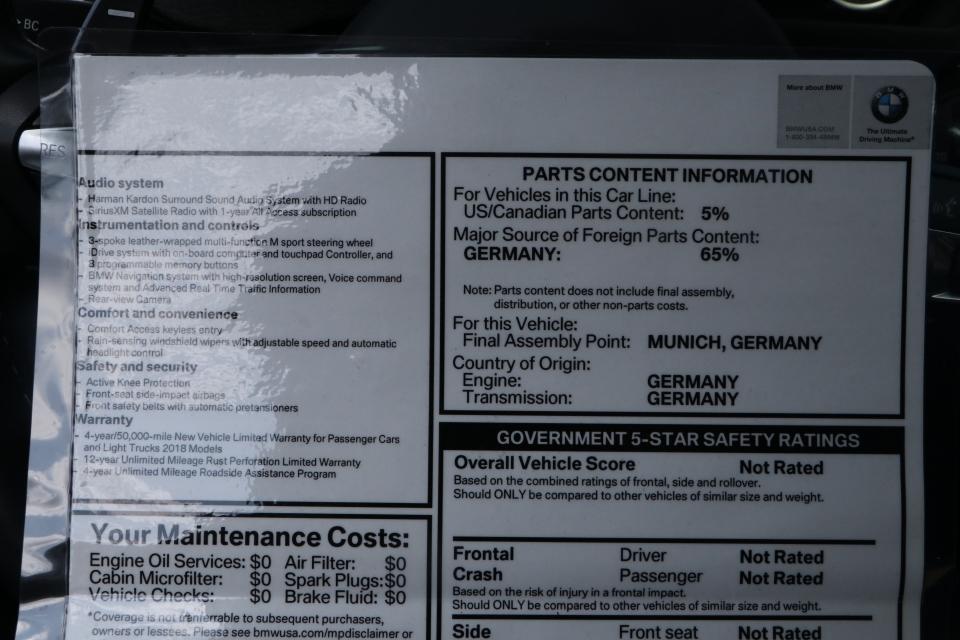 BC
RES
More about BMW
BMWUSA.COM
1-800-334-4BMW
BMW
The Ultimate
Driving Machine®
Audio system
- Harman Kardon Surround Sound Audio System with HD Radio
- SiriusXM Satellite Radio with 1-year All Access subscription
Instrumentation and controls
- 3-spoke leather-wrapped multi-function M sport steering wheel
- iDrive system with on-board computer and touchpad Controller, and
8 programmable memory buttons
- BMW Navigation system with high-resolution screen, Voice command
system and Advanced Real Time Traffic Information
- Rear-view Camera
Comfort and convenience
- Comfort Access keyless entry
- Rain-sensing windshield wipers with adjustable speed and automatic
headlight control
Safety and security
- Active Knee Protection
- Front-seat side-impact airbags
- Front safety belts with automatic pretensioners
Warranty
- 4-year/50,000-mile New Vehicle Limited Warranty for Passenger Cars
and Light Trucks 2018 Models
- 12-year Unlimited Mileage Rust Perforation Limited Warranty
- 4-year Unlimited Mileage Roadside Assistance Program
Your Maintenance Costs:
Engine Oil Services: $0 Air Filter: $0
Cabin Microfilter: $0 Spark Plugs: $0
Vehicle Checks: $0 Brake Fluid: $0
*Coverage is not tranferrable to subsequent purchasers,
owners or lessees. Please see bmwusa.com/mpdisclaimer or
PARTS CONTENT INFORMATION
For Vehicles in this Car Line:
US/Canadian Parts Content: 5%
Major Source of Foreign Parts Content:
GERMANY: 65%
Note: Parts content does not include final assembly,
distribution, or other non-parts costs.
For this Vehicle:
Final Assembly Point: MUNICH, GERMANY
Country of Origin:
Engine: GERMANY
Transmission: GERMANY
GOVERNMENT 5-STAR SAFETY RATINGS
Overall Vehicle Score Not Rated
Based on the combined ratings of frontal, side and rollover.
Should ONLY be compared to other vehicles of similar size and weight.
Frontal Driver Not Rated
Crash Passenger Not Rated
Based on the risk of injury in a frontal impact.
Should ONLY be compared to other vehicles of similar size and weight.
Side Front seat Not Rated